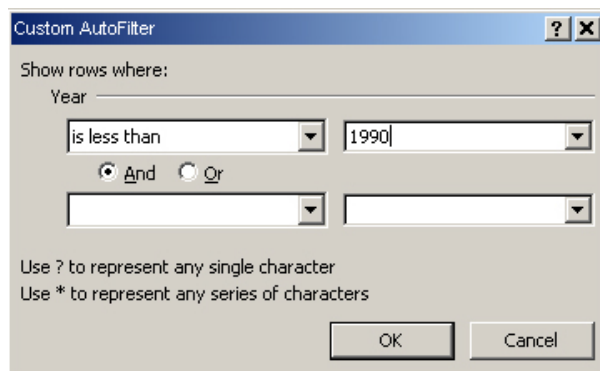 Custom AutoFilter
Show rows where:
Year
is less than 1990
And Or
Use ? to represent any single character
Use * to represent any series of characters
OK Cancel